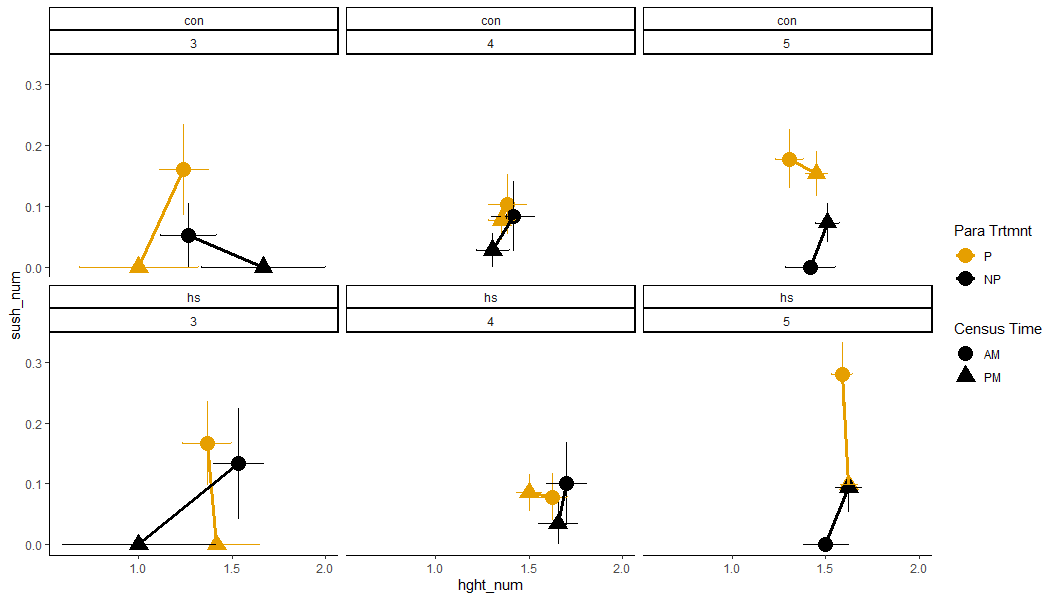 con con con
3 4 5
0.3
0.2
0.1
0.0
hs hs hs
3 4 5
0.3
0.2
0.1
0.0
1.0 1.5 2.0 1.0 1.5 2.0 1.0 1.5 2.0
hght_num
sush_num
Para Trtmnt
P
NP
Census Time
AM
PM